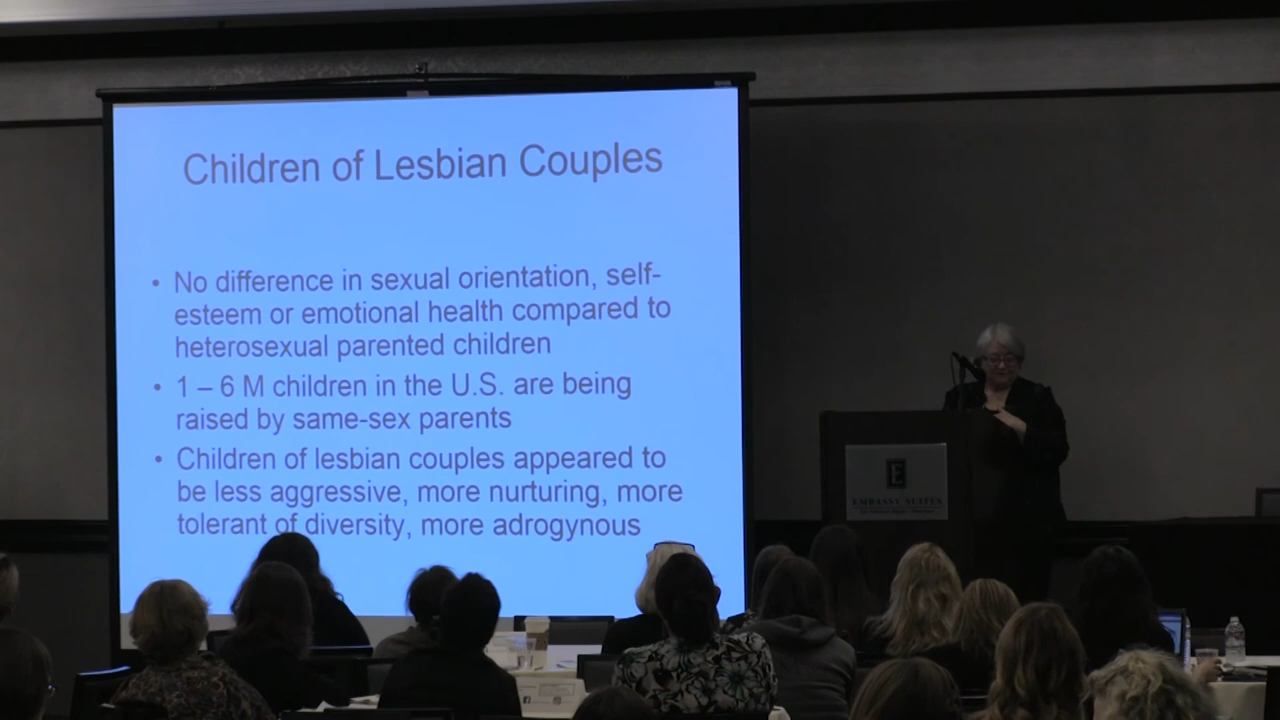 Children of Lesbian Couples
• No difference in sexual orientation, self-
esteem or emotional health compared to
heterosexual parented children
• 1 – 6 M children in the U.S. are being
raised by same-sex parents
• Children of lesbian couples appeared to
be less aggressive, more nurturing, more
tolerant of diversity, more adrogynous
E
EMBASSY SUITES